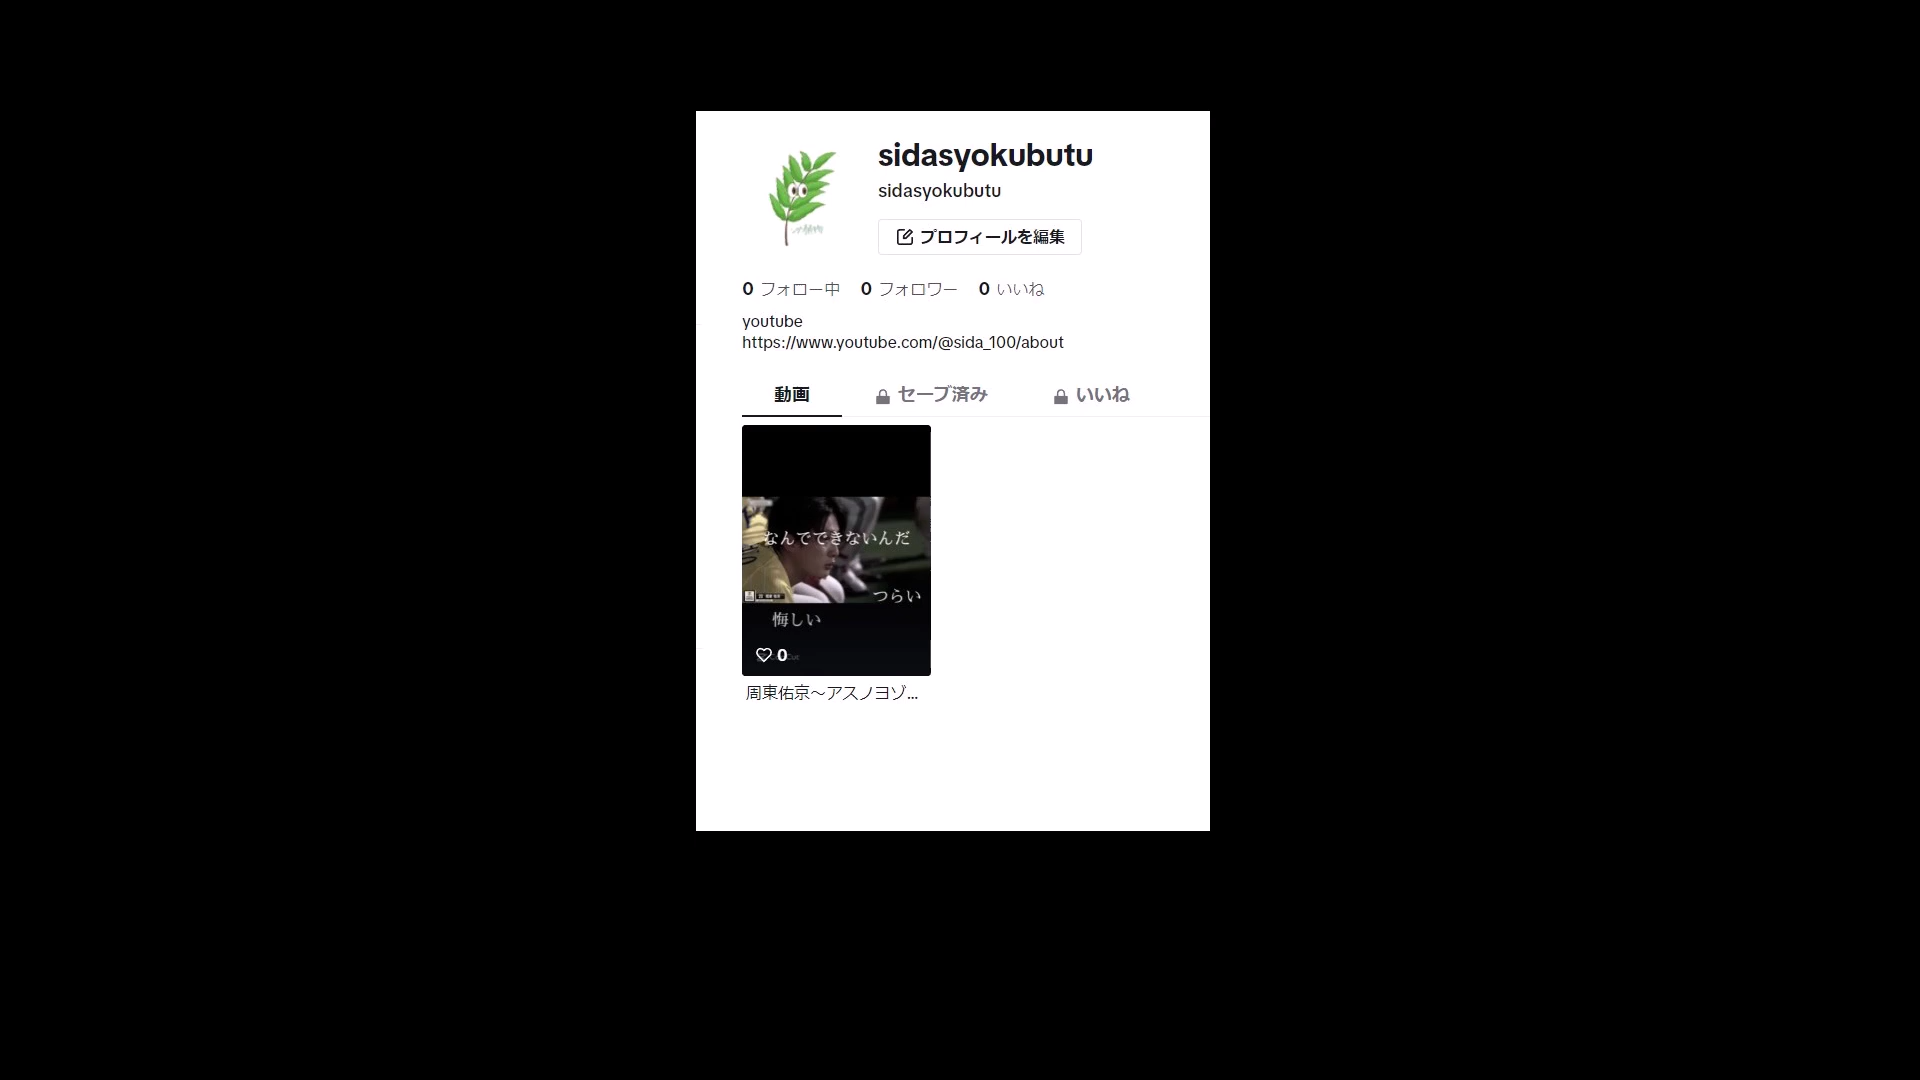 sidasyokubutu
sidasyokubutu
プロフィールを編集
0 フォロー中 0 フォロワー 0 いいね
youtube
https://www.youtube.com/@sida_100/about
動画 セーブ済み いいね
なんでできないんだ
つらい
悔しい
0
周東佑京～アスノヨゾ...